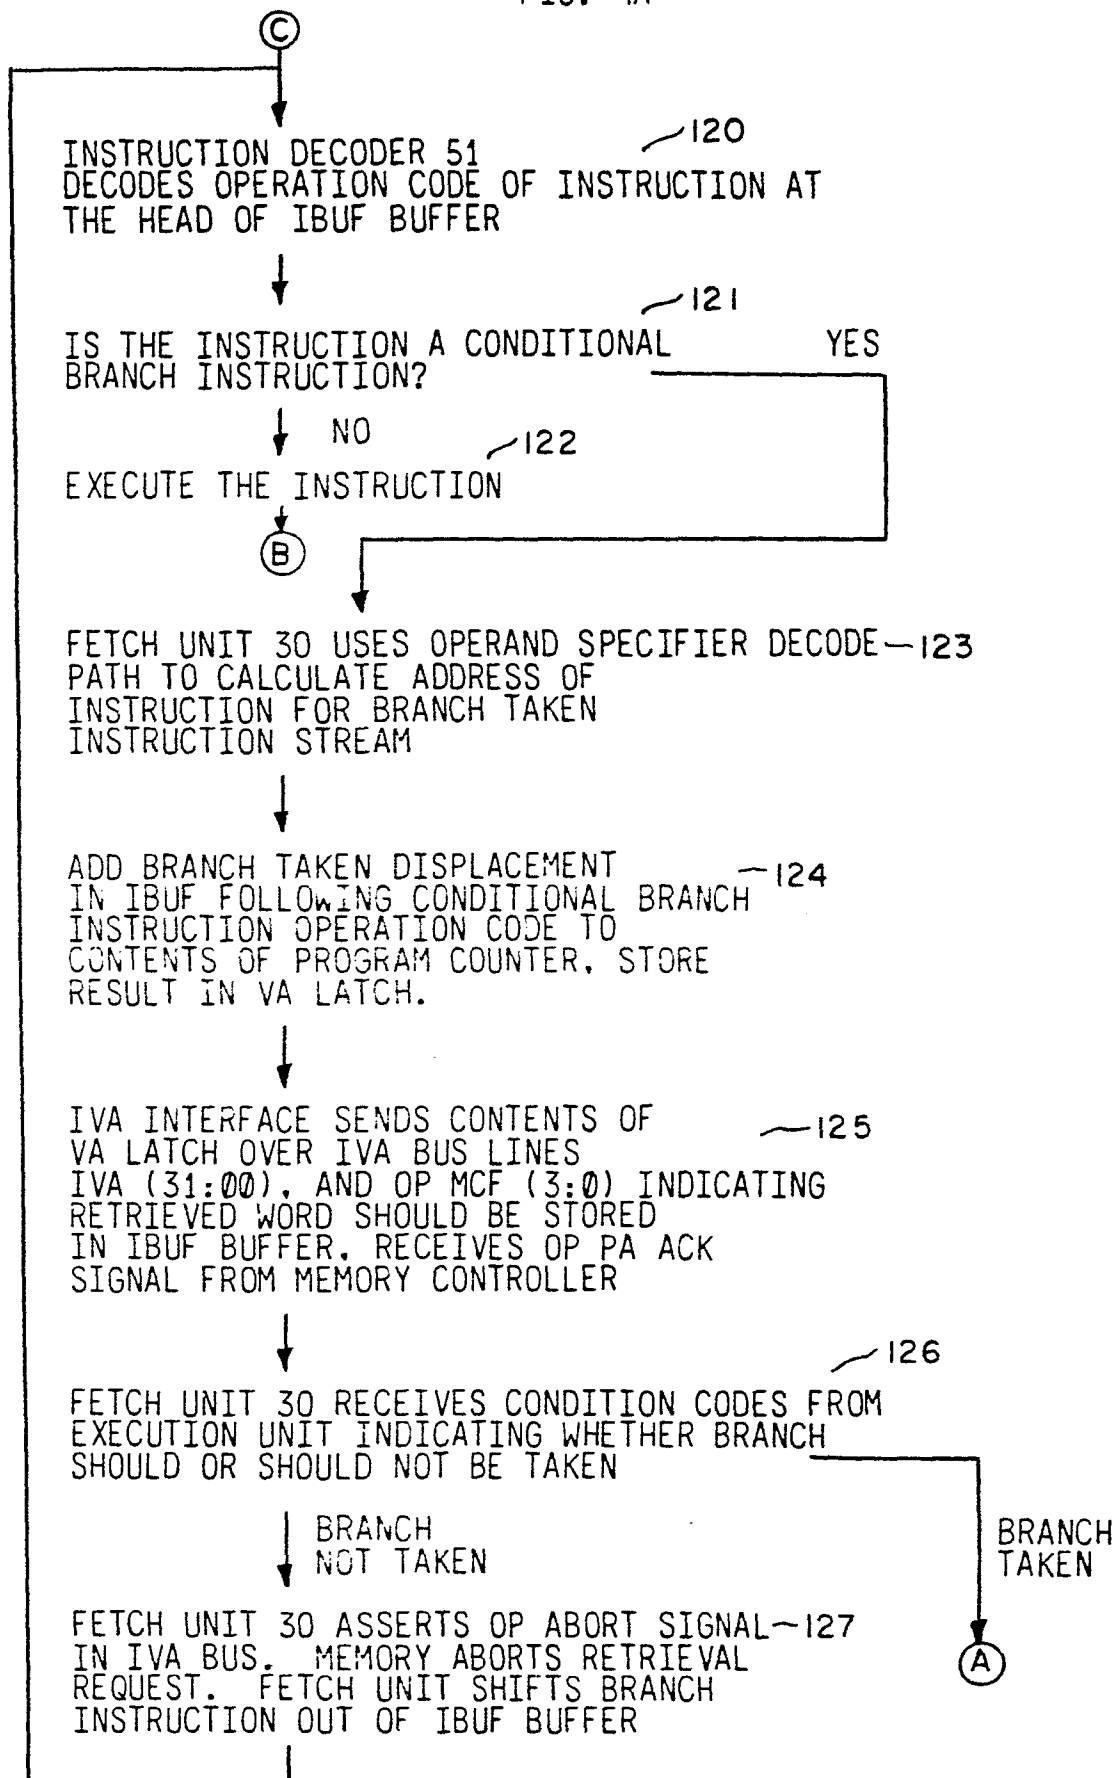 C
120
INSTRUCTION DECODER 51
DECODES OPERATION CODE OF INSTRUCTION AT
THE HEAD OF IBUF BUFFER
121
IS THE INSTRUCTION A CONDITIONAL YES
BRANCH INSTRUCTION?
NO
122
EXECUTE THE INSTRUCTION
B
FETCH UNIT 30 USES OPERAND SPECIFIER DECODE 123
PATH TO CALCULATE ADDRESS OF
INSTRUCTION FOR BRANCH TAKEN
INSTRUCTION STREAM
ADD BRANCH TAKEN DISPLACEMENT 124
IN IBUF FOLLOWING CONDITIONAL BRANCH
INSTRUCTION OPERATION CODE TO
CONTENTS OF PROGRAM COUNTER, STORE
RESULT IN VA LATCH.
IVA INTERFACE SENDS CONTENTS OF
VA LATCH OVER IVA BUS LINES 125
IVA (31:00), AND OP MCF (3:0) INDICATING
RETRIEVED WORD SHOULD BE STORED
IN IBUF BUFFER. RECEIVES OP PA ACK
SIGNAL FROM MEMORY CONTROLLER
126
FETCH UNIT 30 RECEIVES CONDITION CODES FROM
EXECUTION UNIT INDICATING WHETHER BRANCH
SHOULD OR SHOULD NOT BE TAKEN
BRANCH
NOT TAKEN
BRANCH
TAKEN
FETCH UNIT 30 ASSERTS OP ABORT SIGNAL 127
IN IVA BUS. MEMORY ABORTS RETRIEVAL
REQUEST. FETCH UNIT SHIFTS BRANCH
INSTRUCTION OUT OF IBUF BUFFER
A